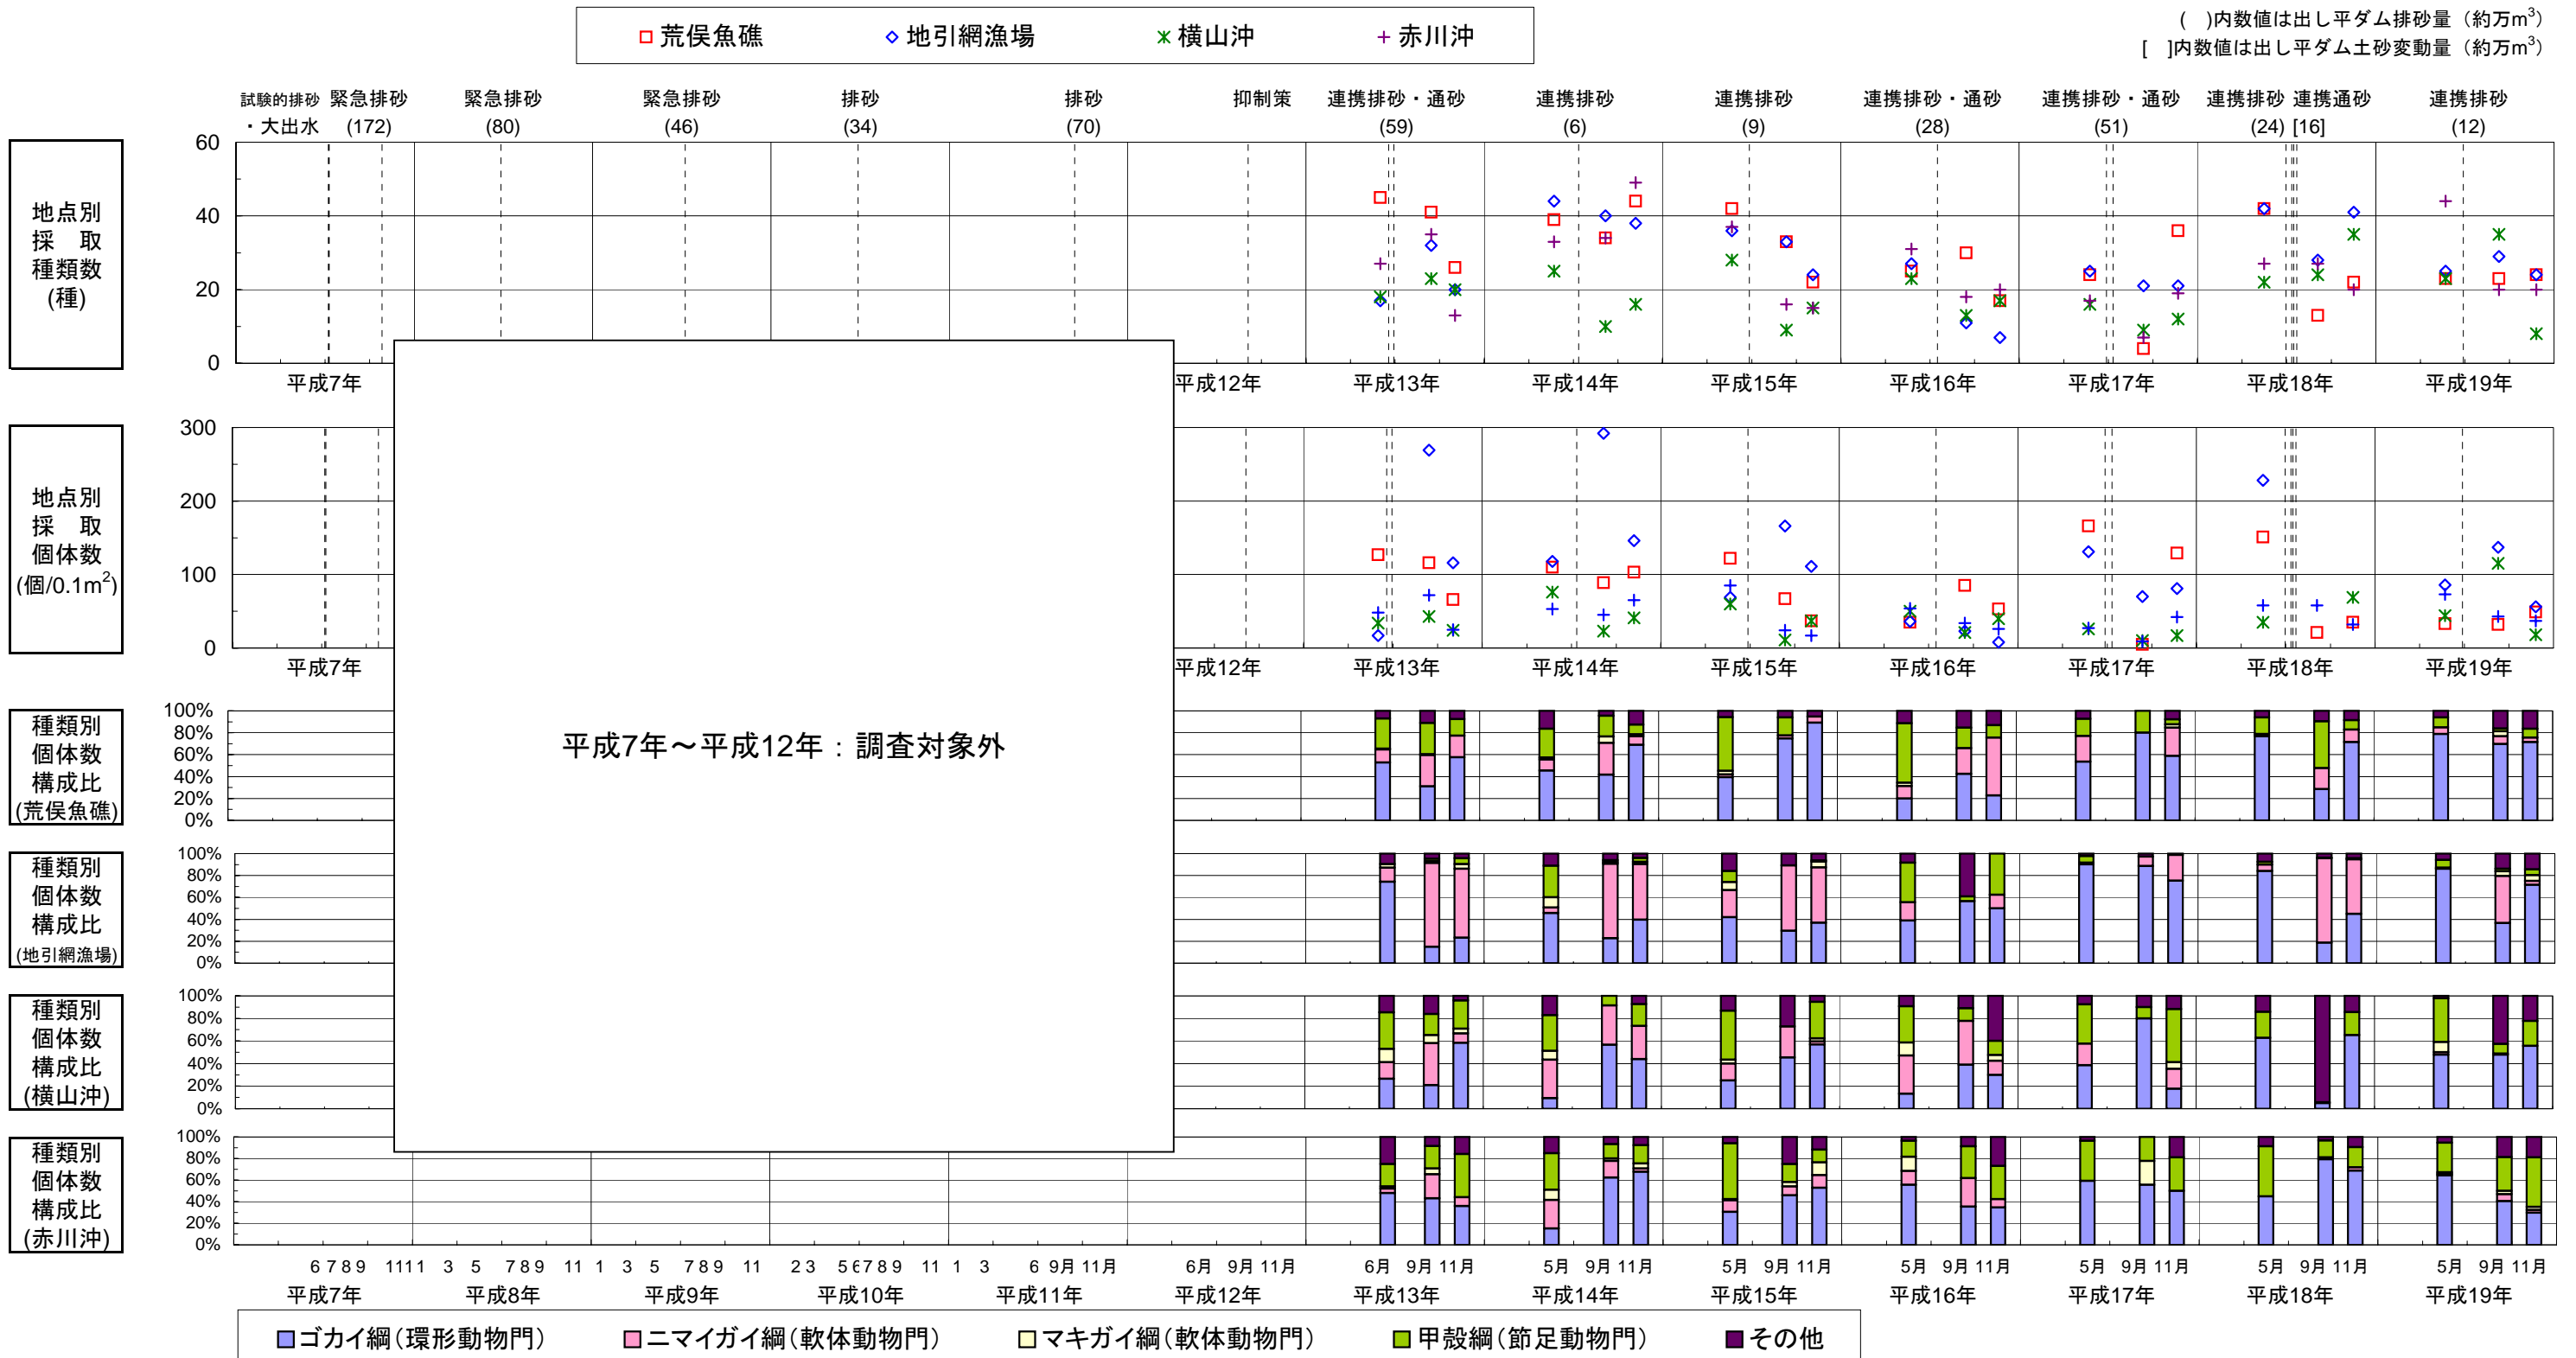 荒俣魚礁 地引網漁場 横山沖 赤川沖
(　)内数値は出し平ダム排砂量（約万m³）
[　]内数値は出し平ダム土砂変動量（約万m³）
試験的排砂 緊急排砂 緊急排砂 緊急排砂 排砂 排砂 抑制策 連携排砂・通砂 連携排砂 連携排砂 連携排砂・通砂 連携排砂・通砂 連携排砂 連携通砂 連携排砂
・大出水 (172) (80) (46) (34) (70) (59) (6) (9) (28) (51) (24) [16] (12)
地点別
採　取
種類数
(種)
60
40
20
0
平成7年 平成12年 平成13年 平成14年 平成15年 平成16年 平成17年 平成18年 平成19年
地点別
採　取
個体数
(個/0.1m²)
300
200
100
0
平成7年 平成12年 平成13年 平成14年 平成15年 平成16年 平成17年 平成18年 平成19年
平成7年～平成12年：調査対象外
種類別
個体数
構成比
(荒俣魚礁)
100%
80%
60%
40%
20%
0%
種類別
個体数
構成比
(地引網漁場)
100%
80%
60%
40%
20%
0%
種類別
個体数
構成比
(横山沖)
100%
80%
60%
40%
20%
0%
種類別
個体数
構成比
(赤川沖)
100%
80%
60%
40%
20%
0%
6 7 8 9 11 1 1 3 5 7 8 9 11 1 3 5 7 8 9 11 2 3 5 6 7 8 9 11 1 3 6 9月 11月 6月 9月 11月 6月 9月 11月 5月 9月 11月 5月 9月 11月 5月 9月 11月 5月 9月 11月 5月 9月 11月 5月 9月 11月
平成7年 平成8年 平成9年 平成10年 平成11年 平成12年 平成13年 平成14年 平成15年 平成16年 平成17年 平成18年 平成19年
ゴカイ綱（環形動物門） ニマイガイ綱（軟体動物門） マキガイ綱（軟体動物門） 甲殻綱（節足動物門） その他